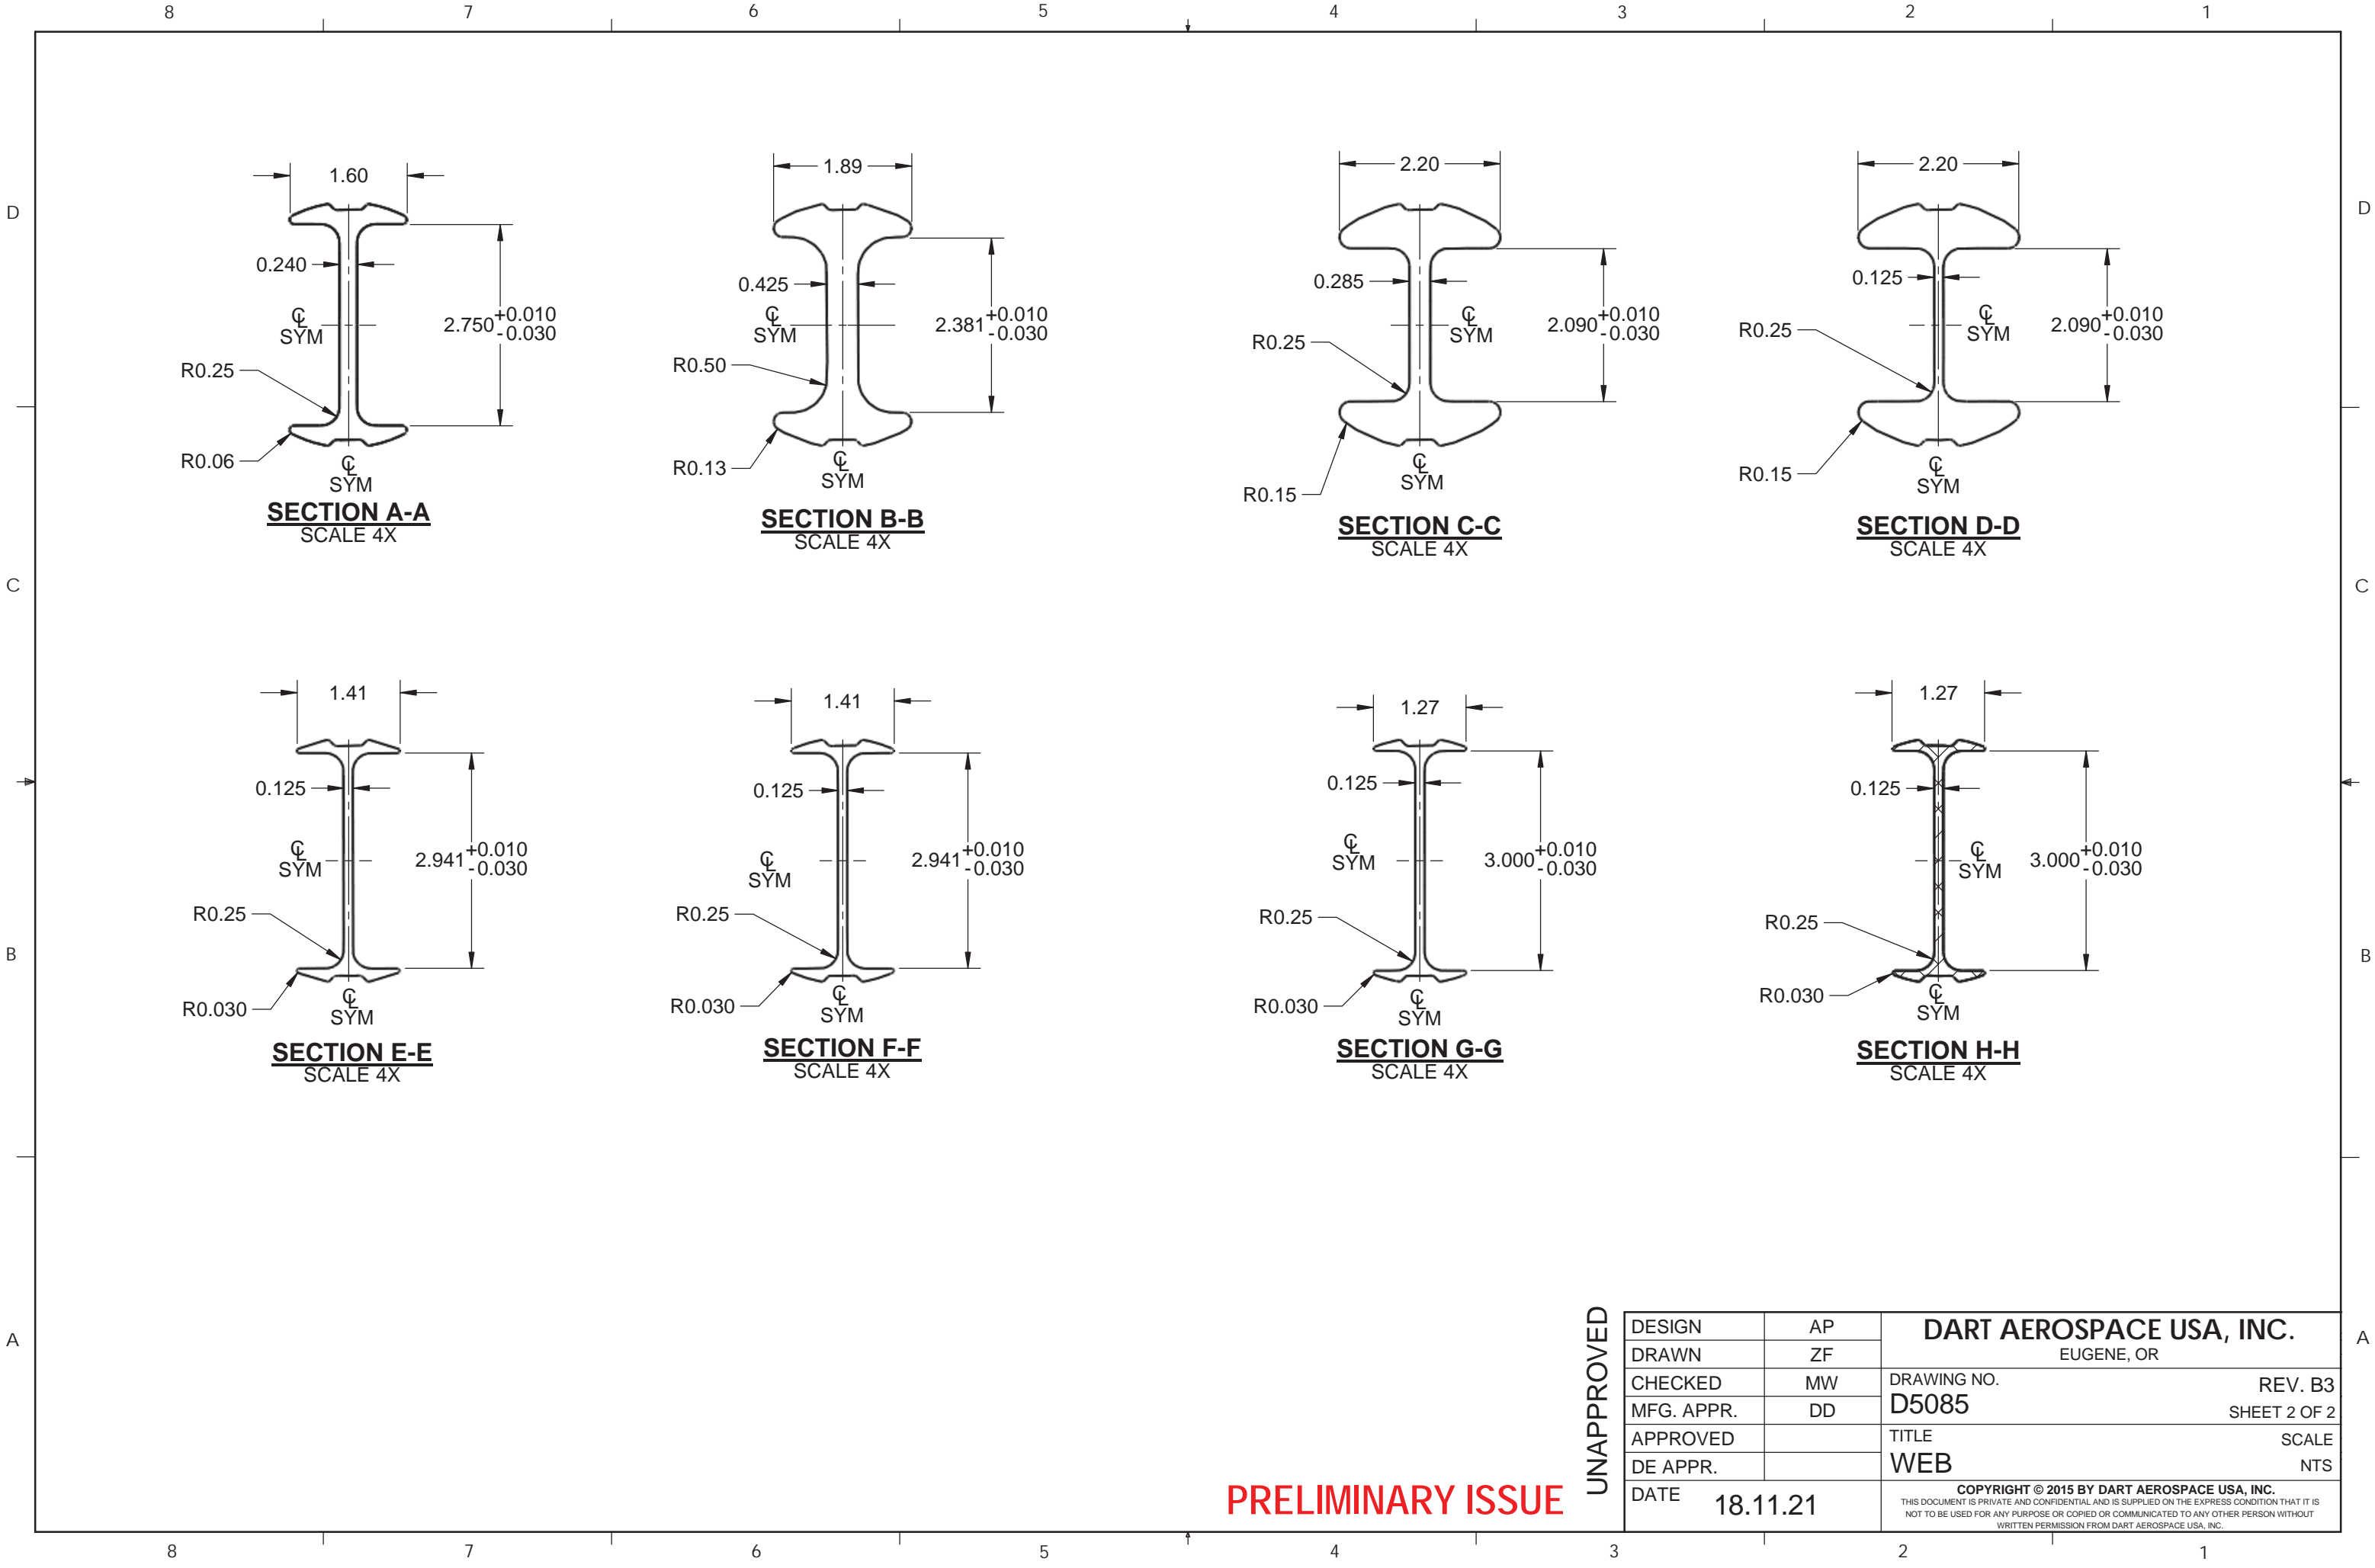 8 7 6 5 4 3 2 1
D D
C C
B B
A A
1.60
0.240
℄
SYM
2.750 +0.010
-0.030
R0.25
R0.06
℄
SYM
SECTION A-A
SCALE 4X
1.89
0.425
℄
SYM
2.381 +0.010
-0.030
R0.50
R0.13
℄
SYM
SECTION B-B
SCALE 4X
2.20
0.285
℄
SYM
2.090 +0.010
-0.030
R0.25
R0.15
℄
SYM
SECTION C-C
SCALE 4X
2.20
0.125
℄
SYM
2.090 +0.010
-0.030
R0.25
R0.15
℄
SYM
SECTION D-D
SCALE 4X
1.41
0.125
℄
SYM
2.941 +0.010
-0.030
R0.25
R0.030
℄
SYM
SECTION E-E
SCALE 4X
1.41
0.125
℄
SYM
2.941 +0.010
-0.030
R0.25
R0.030
℄
SYM
SECTION F-F
SCALE 4X
1.27
0.125
℄
SYM
3.000 +0.010
-0.030
R0.25
R0.030
℄
SYM
SECTION G-G
SCALE 4X
1.27
0.125
℄
SYM
3.000 +0.010
-0.030
R0.25
R0.030
℄
SYM
SECTION H-H
SCALE 4X
PRELIMINARY ISSUE
UNAPPROVED
DESIGN AP
DRAWN ZF
CHECKED MW
MFG. APPR. DD
APPROVED
DE APPR.
DATE 18.11.21
DART AEROSPACE USA, INC.
EUGENE, OR
DRAWING NO. REV. B3
D5085 SHEET 2 OF 2
TITLE SCALE
WEB NTS
COPYRIGHT © 2015 BY DART AEROSPACE USA, INC.
THIS DOCUMENT IS PRIVATE AND CONFIDENTIAL AND IS SUPPLIED ON THE EXPRESS CONDITION THAT IT IS
NOT TO BE USED FOR ANY PURPOSE OR COPIED OR COMMUNICATED TO ANY OTHER PERSON WITHOUT
WRITTEN PERMISSION FROM DART AEROSPACE USA, INC.
8 7 6 5 4 3 2 1